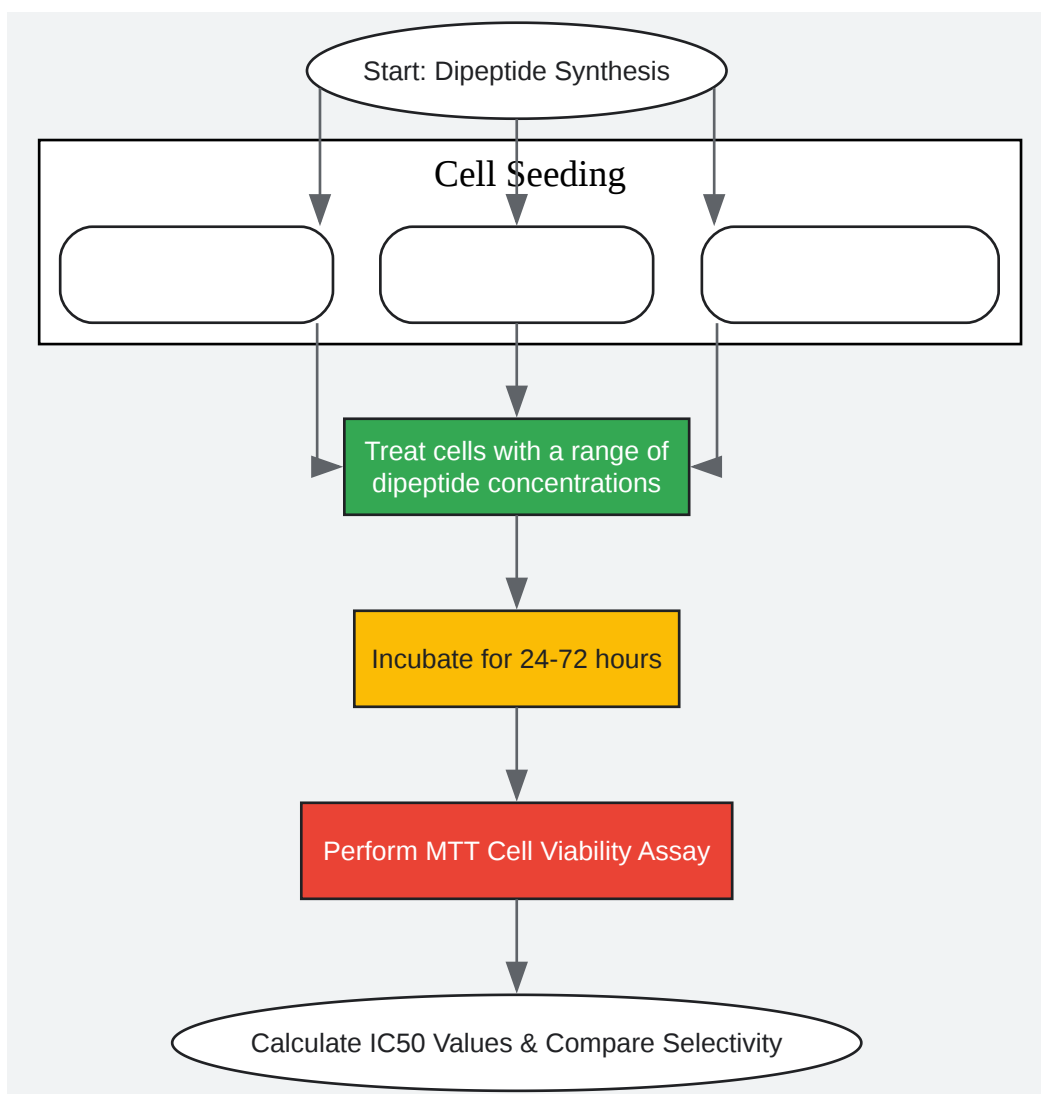 Start: Dipeptide Synthesis
Cell Seeding
Treat cells with a range of
dipeptide concentrations
Incubate for 24-72 hours
Perform MTT Cell Viability Assay
Calculate IC50 Values & Compare Selectivity